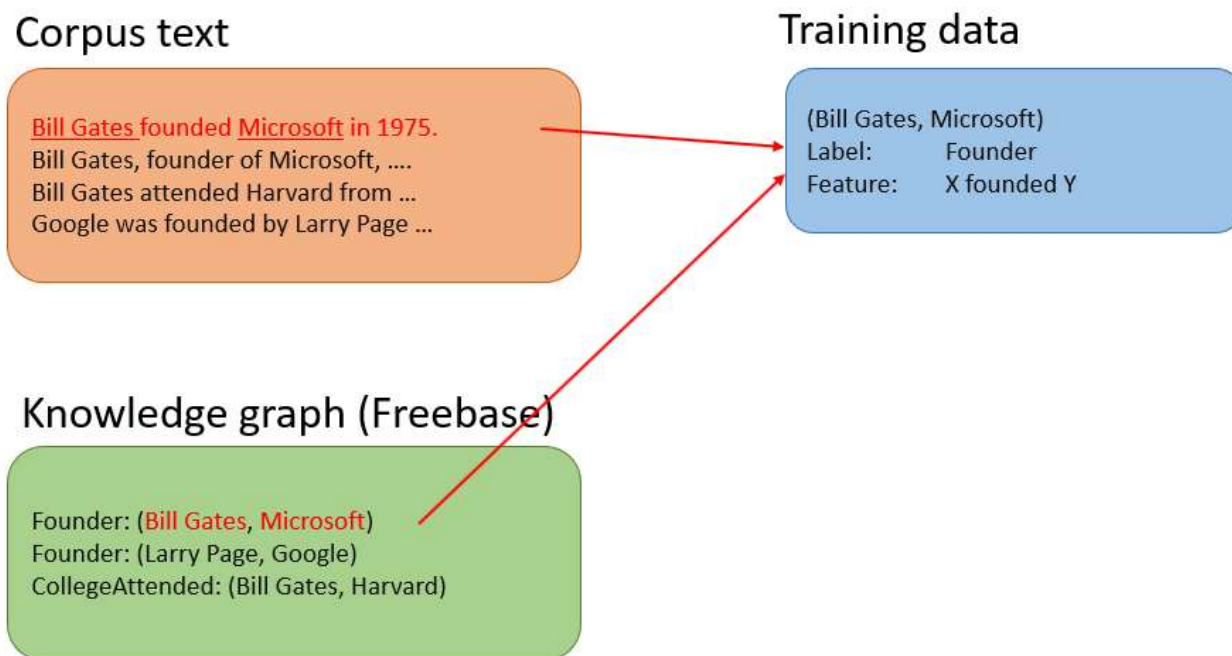 Corpus text
Bill Gates founded Microsoft in 1975.
Bill Gates, founder of Microsoft, ….
Bill Gates attended Harvard from …
Google was founded by Larry Page …
Training data
(Bill Gates, Microsoft)
Label: Founder
Feature: X founded Y
Knowledge graph (Freebase)
Founder: (Bill Gates, Microsoft)
Founder: (Larry Page, Google)
CollegeAttended: (Bill Gates, Harvard)